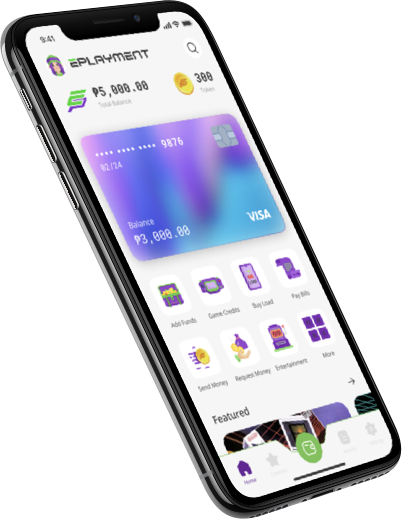 9:41
EPLAYMENT
₱5,000.00
Total Balance
300
Token
•••• •••• •••• 9876
02/24
Balance
₱3,000.00
VISA
Add Funds
Game Credits
Buy Load
Pay Bills
Send Money
Request Money
Entertainment
More
Featured
Home